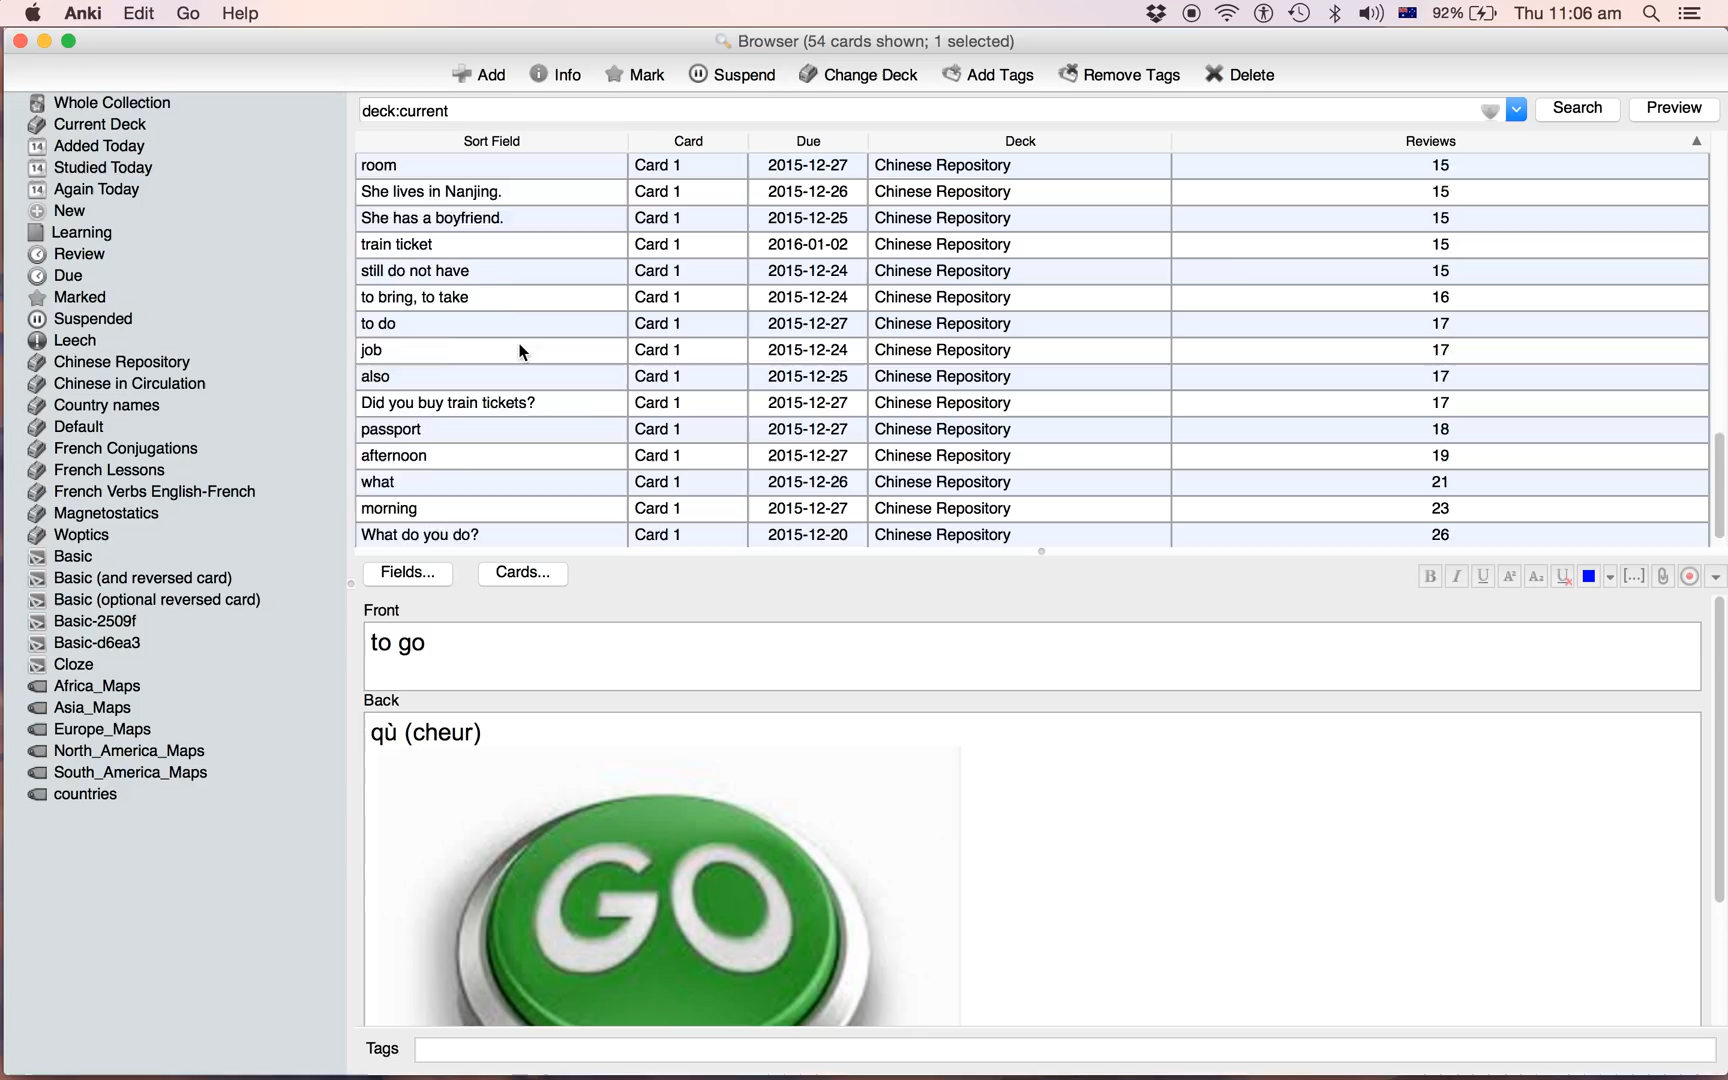 Anki Edit Go Help 92% Thu 11:06 am
Browser (54 cards shown; 1 selected)
Add Info Mark Suspend Change Deck Add Tags Remove Tags Delete
Whole Collection
Current Deck
Added Today
Studied Today
Again Today
New
Learning
Review
Due
Marked
Suspended
Leech
Chinese Repository
Chinese in Circulation
Country names
Default
French Conjugations
French Lessons
French Verbs English-French
Magnetostatics
Woptics
Basic
Basic (and reversed card)
Basic (optional reversed card)
Basic-2509f
Basic-d6ea3
Cloze
Africa_Maps
Asia_Maps
Europe_Maps
North_America_Maps
South_America_Maps
countries
deck:current Search Preview
Sort Field Card Due Deck Reviews
room Card 1 2015-12-27 Chinese Repository 15
She lives in Nanjing. Card 1 2015-12-26 Chinese Repository 15
She has a boyfriend. Card 1 2015-12-25 Chinese Repository 15
train ticket Card 1 2016-01-02 Chinese Repository 15
still do not have Card 1 2015-12-24 Chinese Repository 15
to bring, to take Card 1 2015-12-24 Chinese Repository 16
to do Card 1 2015-12-27 Chinese Repository 17
job Card 1 2015-12-24 Chinese Repository 17
also Card 1 2015-12-25 Chinese Repository 17
Did you buy train tickets? Card 1 2015-12-27 Chinese Repository 17
passport Card 1 2015-12-27 Chinese Repository 18
afternoon Card 1 2015-12-27 Chinese Repository 19
what Card 1 2015-12-26 Chinese Repository 21
morning Card 1 2015-12-27 Chinese Repository 23
What do you do? Card 1 2015-12-20 Chinese Repository 26
Fields... Cards... B I U A² A₂ U [...]
Front
to go
Back
qù (cheur)
GO
Tags